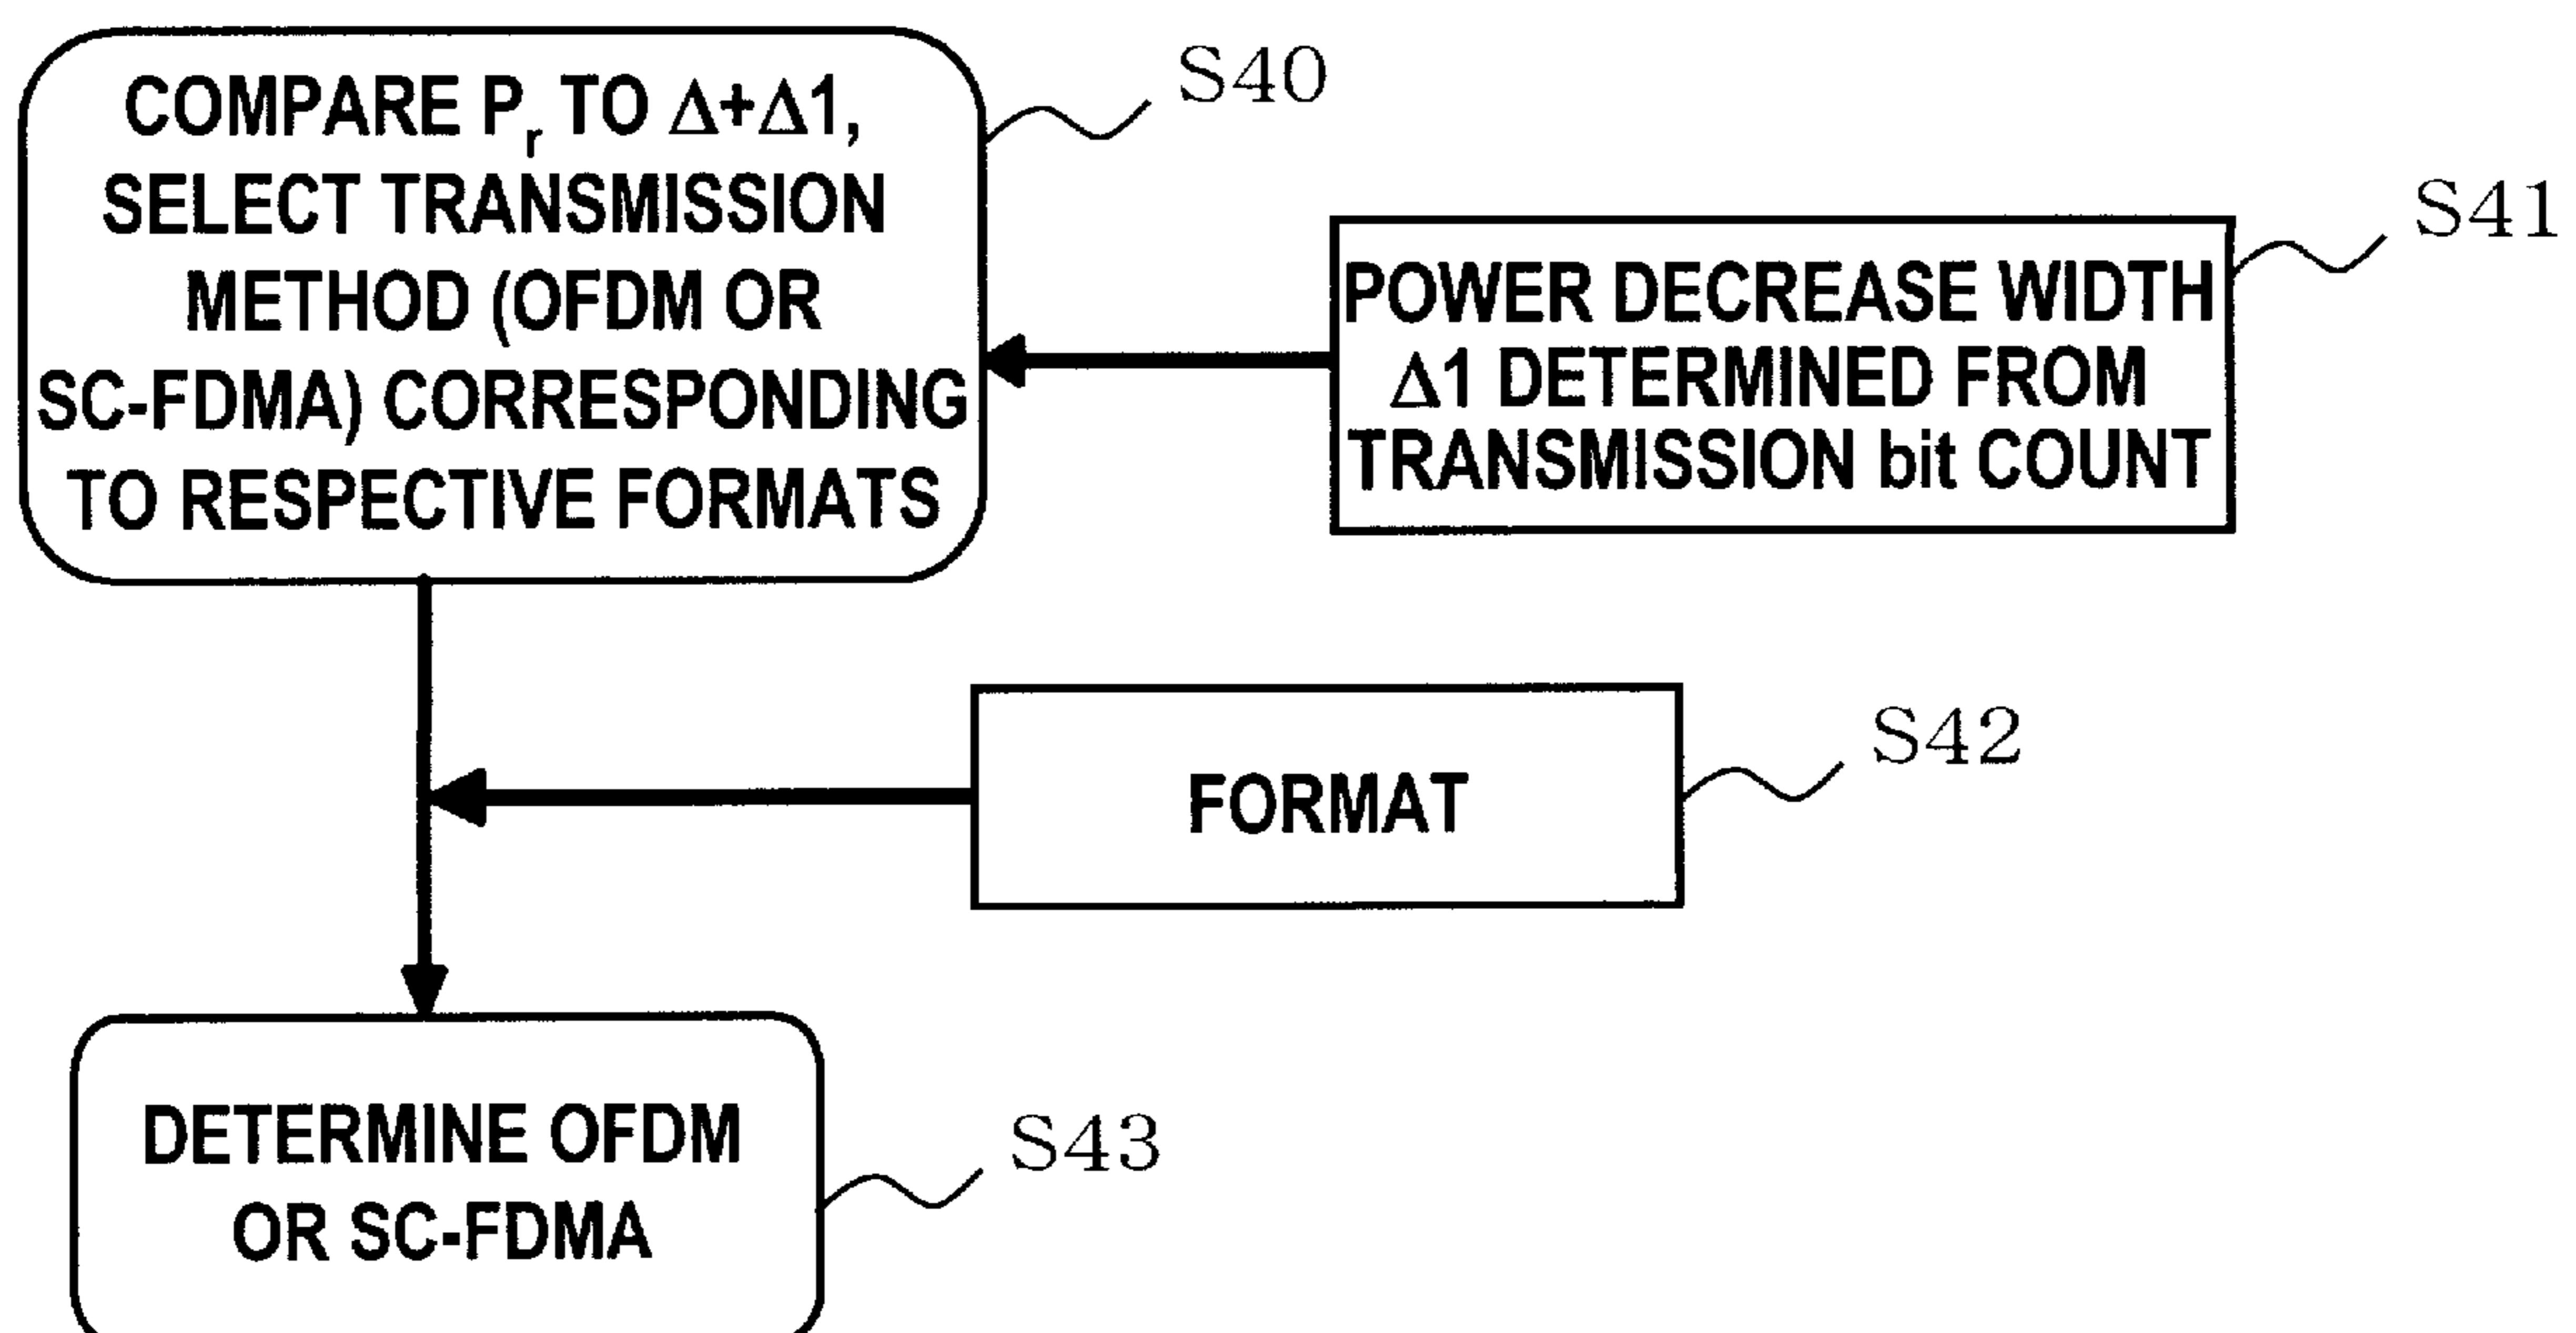 COMPARE Pr TO Δ+Δ1,
SELECT TRANSMISSION
METHOD (OFDM OR
SC-FDMA) CORRESPONDING
TO RESPECTIVE FORMATS
S40
POWER DECREASE WIDTH
Δ1 DETERMINED FROM
TRANSMISSION bit COUNT
S41
FORMAT
S42
DETERMINE OFDM
OR SC-FDMA
S43